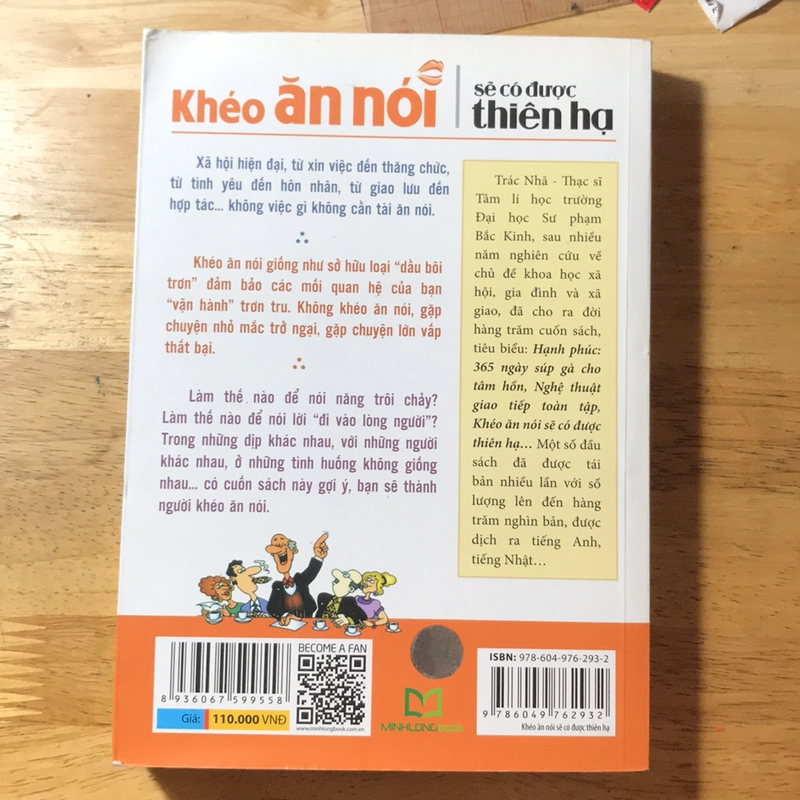 Khéo ăn nói
sẽ có được
thiên hạ
Xã hội hiện đại, từ xin việc đến thăng chức,
từ tình yêu đến hôn nhân, từ giao lưu đến
hợp tác... không việc gì không cần tài ăn nói.
Khéo ăn nói giống như sở hữu loại “dầu bôi
trơn” đảm bảo các mối quan hệ của bạn
“vận hành” trơn tru. Không khéo ăn nói, gặp
chuyện nhỏ mắc trở ngại, gặp chuyện lớn vấp
thất bại.
Làm thế nào để nói năng trôi chảy?
Làm thế nào để nói lời “đi vào lòng người”?
Trong những dịp khác nhau, với những người
khác nhau, ở những tình huống không giống
nhau... có cuốn sách này gợi ý, bạn sẽ thành
người khéo ăn nói.
Trác Nhã - Thạc sĩ
Tâm lí học trường
Đại học Sư phạm
Bắc Kinh, sau nhiều
năm nghiên cứu về
chủ đề khoa học xã
hội, gia đình và xã
giao, đã cho ra đời
hàng trăm cuốn sách,
tiêu biểu: Hạnh phúc:
365 ngày súp gà cho
tâm hồn, Nghệ thuật
giao tiếp toàn tập,
Khéo ăn nói sẽ có được
thiên hạ... Một số đầu
sách đã được tái
bản nhiều lần với số
lượng lên đến hàng
trăm nghìn bản, được
dịch ra tiếng Anh,
tiếng Nhật...
8 936067 599558
Giá: 110.000 VNĐ
BECOME A FAN
www.minhlongbook.com.vn
MINHLONGbook
ISBN: 978-604-976-293-2
9 786049 762932
Khéo ăn nói sẽ có được thiên hạ